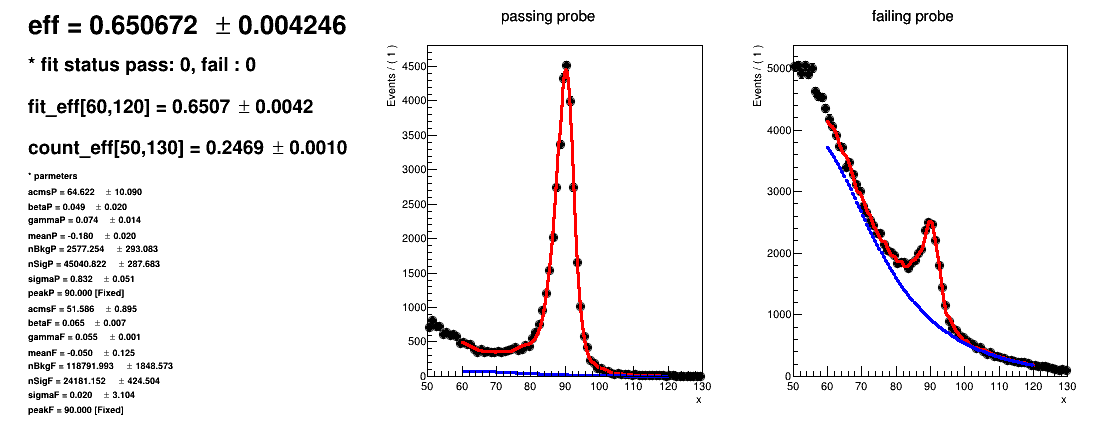 eff = 0.650672 ± 0.004246
* fit status pass: 0, fail : 0
fit_eff[60,120] = 0.6507 ± 0.0042
count_eff[50,130] = 0.2469 ± 0.0010
* parmeters
acmsP = 64.622 ± 10.090
betaP = 0.049 ± 0.020
gammaP = 0.074 ± 0.014
meanP = -0.180 ± 0.020
nBkgP = 2577.254 ± 293.083
nSigP = 45040.822 ± 287.683
sigmaP = 0.832 ± 0.051
peakP = 90.000 [Fixed]
acmsF = 51.586 ± 0.895
betaF = 0.065 ± 0.007
gammaF = 0.055 ± 0.001
meanF = -0.050 ± 0.125
nBkgF = 118791.993 ± 1848.573
nSigF = 24181.152 ± 424.504
sigmaF = 0.020 ± 3.104
peakF = 90.000 [Fixed]
passing probe
Events / ( 1 )
4500
4000
3500
3000
2500
2000
1500
1000
500
0
50 60 70 80 90 100 110 120 130
x
failing probe
Events / ( 1 )
5000
4000
3000
2000
1000
0
50 60 70 80 90 100 110 120 130
x